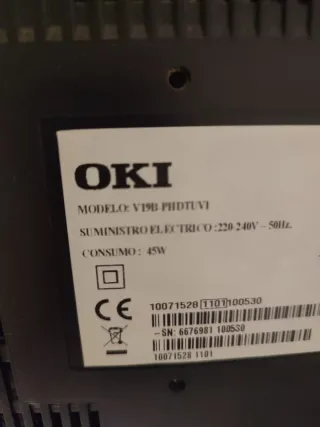 OKI
MODELO: V19B-PHDTUVI
SUMINISTRO ELECTRICO :220-240V ~ 50Hz.
CONSUMO : 45W
CE
10071528 1101 100530
-SN: 6676981 100530
10071528 1101